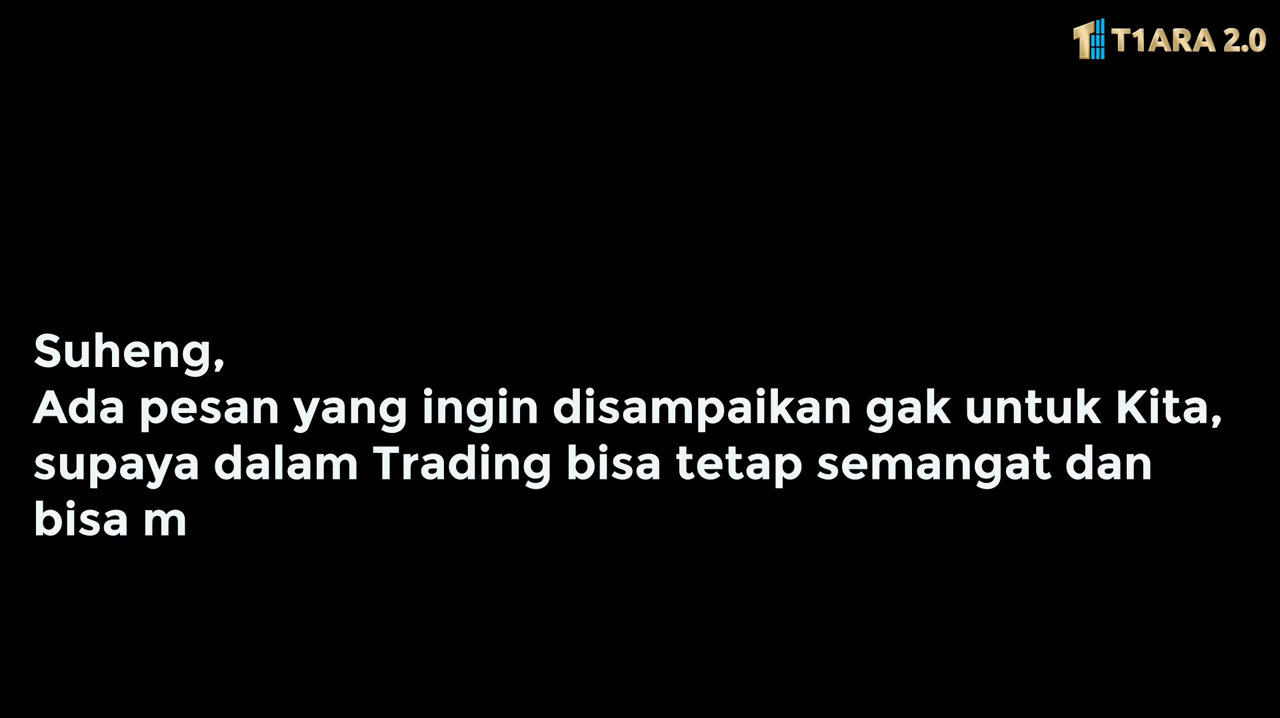 T1ARA 2.0
Suheng,
Ada pesan yang ingin disampaikan gak untuk Kita,
supaya dalam Trading bisa tetap semangat dan
bisa m